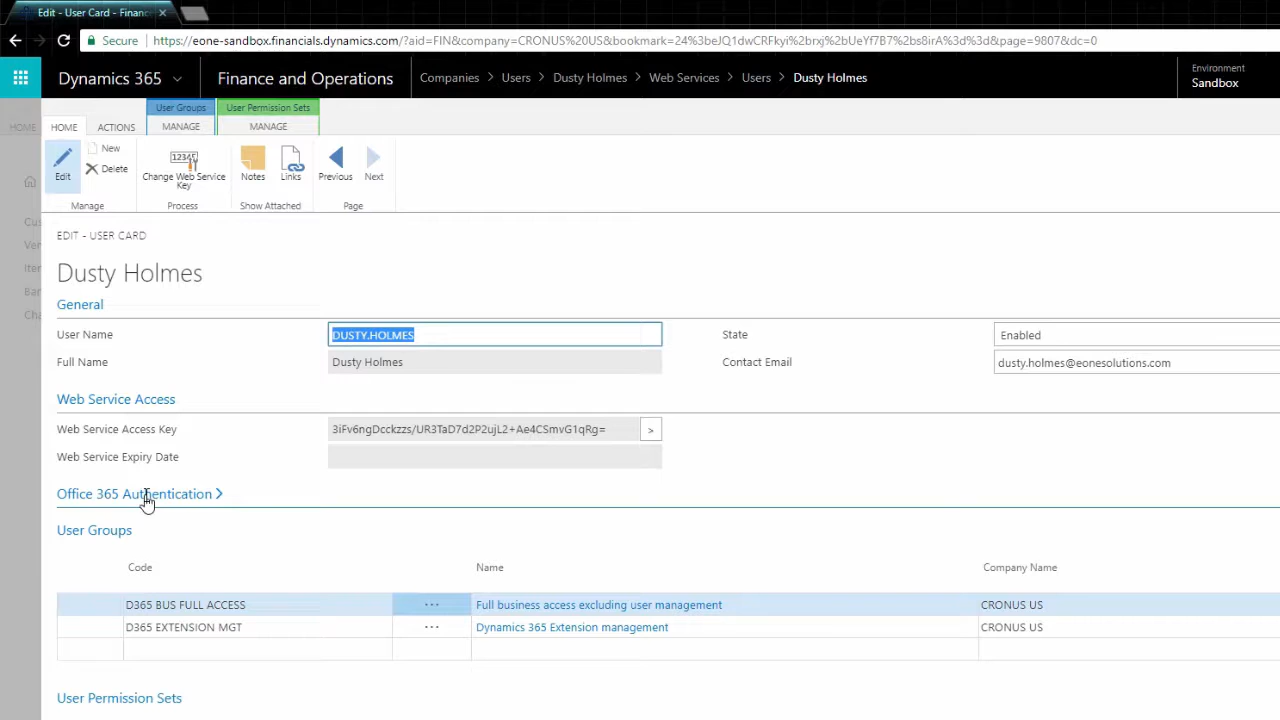 Edit - User Card - Financ
Secure https://eone-sandbox.financials.dynamics.com/?aid=FIN&company=CRONUS%20US&bookmark=24%3beJQ1dwCRFkyi%2brxj%2bUeYf7B7%2bs8irA%3d%3d&page=9807&dc=0
Dynamics 365 Finance and Operations Companies > Users > Dusty Holmes > Web Services > Users > Dusty Holmes
Environment
Sandbox
User Groups User Permission Sets
HOME HOME ACTIONS MANAGE MANAGE
Edit
New
Delete
Manage
12345
Change Web Service
Key
Process
Notes
Links
Show Attached
Previous
Next
Page
Cus
Ver
Iter
Bar
Cha
EDIT - USER CARD
Dusty Holmes
General
User Name DUSTY.HOLMES State Enabled
Full Name Dusty Holmes Contact Email dusty.holmes@eonesolutions.com
Web Service Access
Web Service Access Key 3iFv6ngDcckzzs/UR3TaD7d2P2ujL2+Ae4CSmvG1qRg= >
Web Service Expiry Date
Office 365 Authentication >
User Groups
Code Name Company Name
D365 BUS FULL ACCESS ... Full business access excluding user management CRONUS US
D365 EXTENSION MGT ... Dynamics 365 Extension management CRONUS US
User Permission Sets